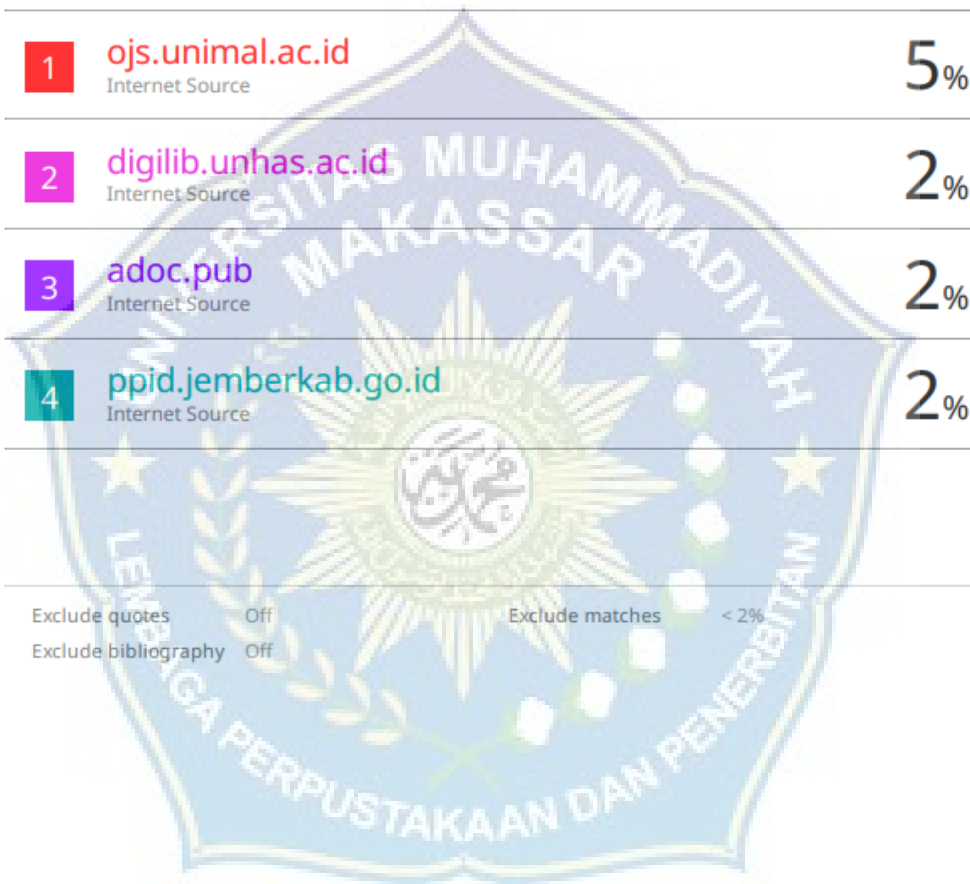 1 ojs.unimal.ac.id 5%
Internet Source
2 digilib.unhas.ac.id 2%
Internet Source
3 adoc.pub 2%
Internet Source
4 ppid.jemberkab.go.id 2%
Internet Source
Exclude quotes Off Exclude matches < 2%
Exclude bibliography Off
UNIVERSITAS MUHAMMADIYAH
MAKASSAR
LEMBAGA PERPUSTAKAAN DAN PENERBITAN